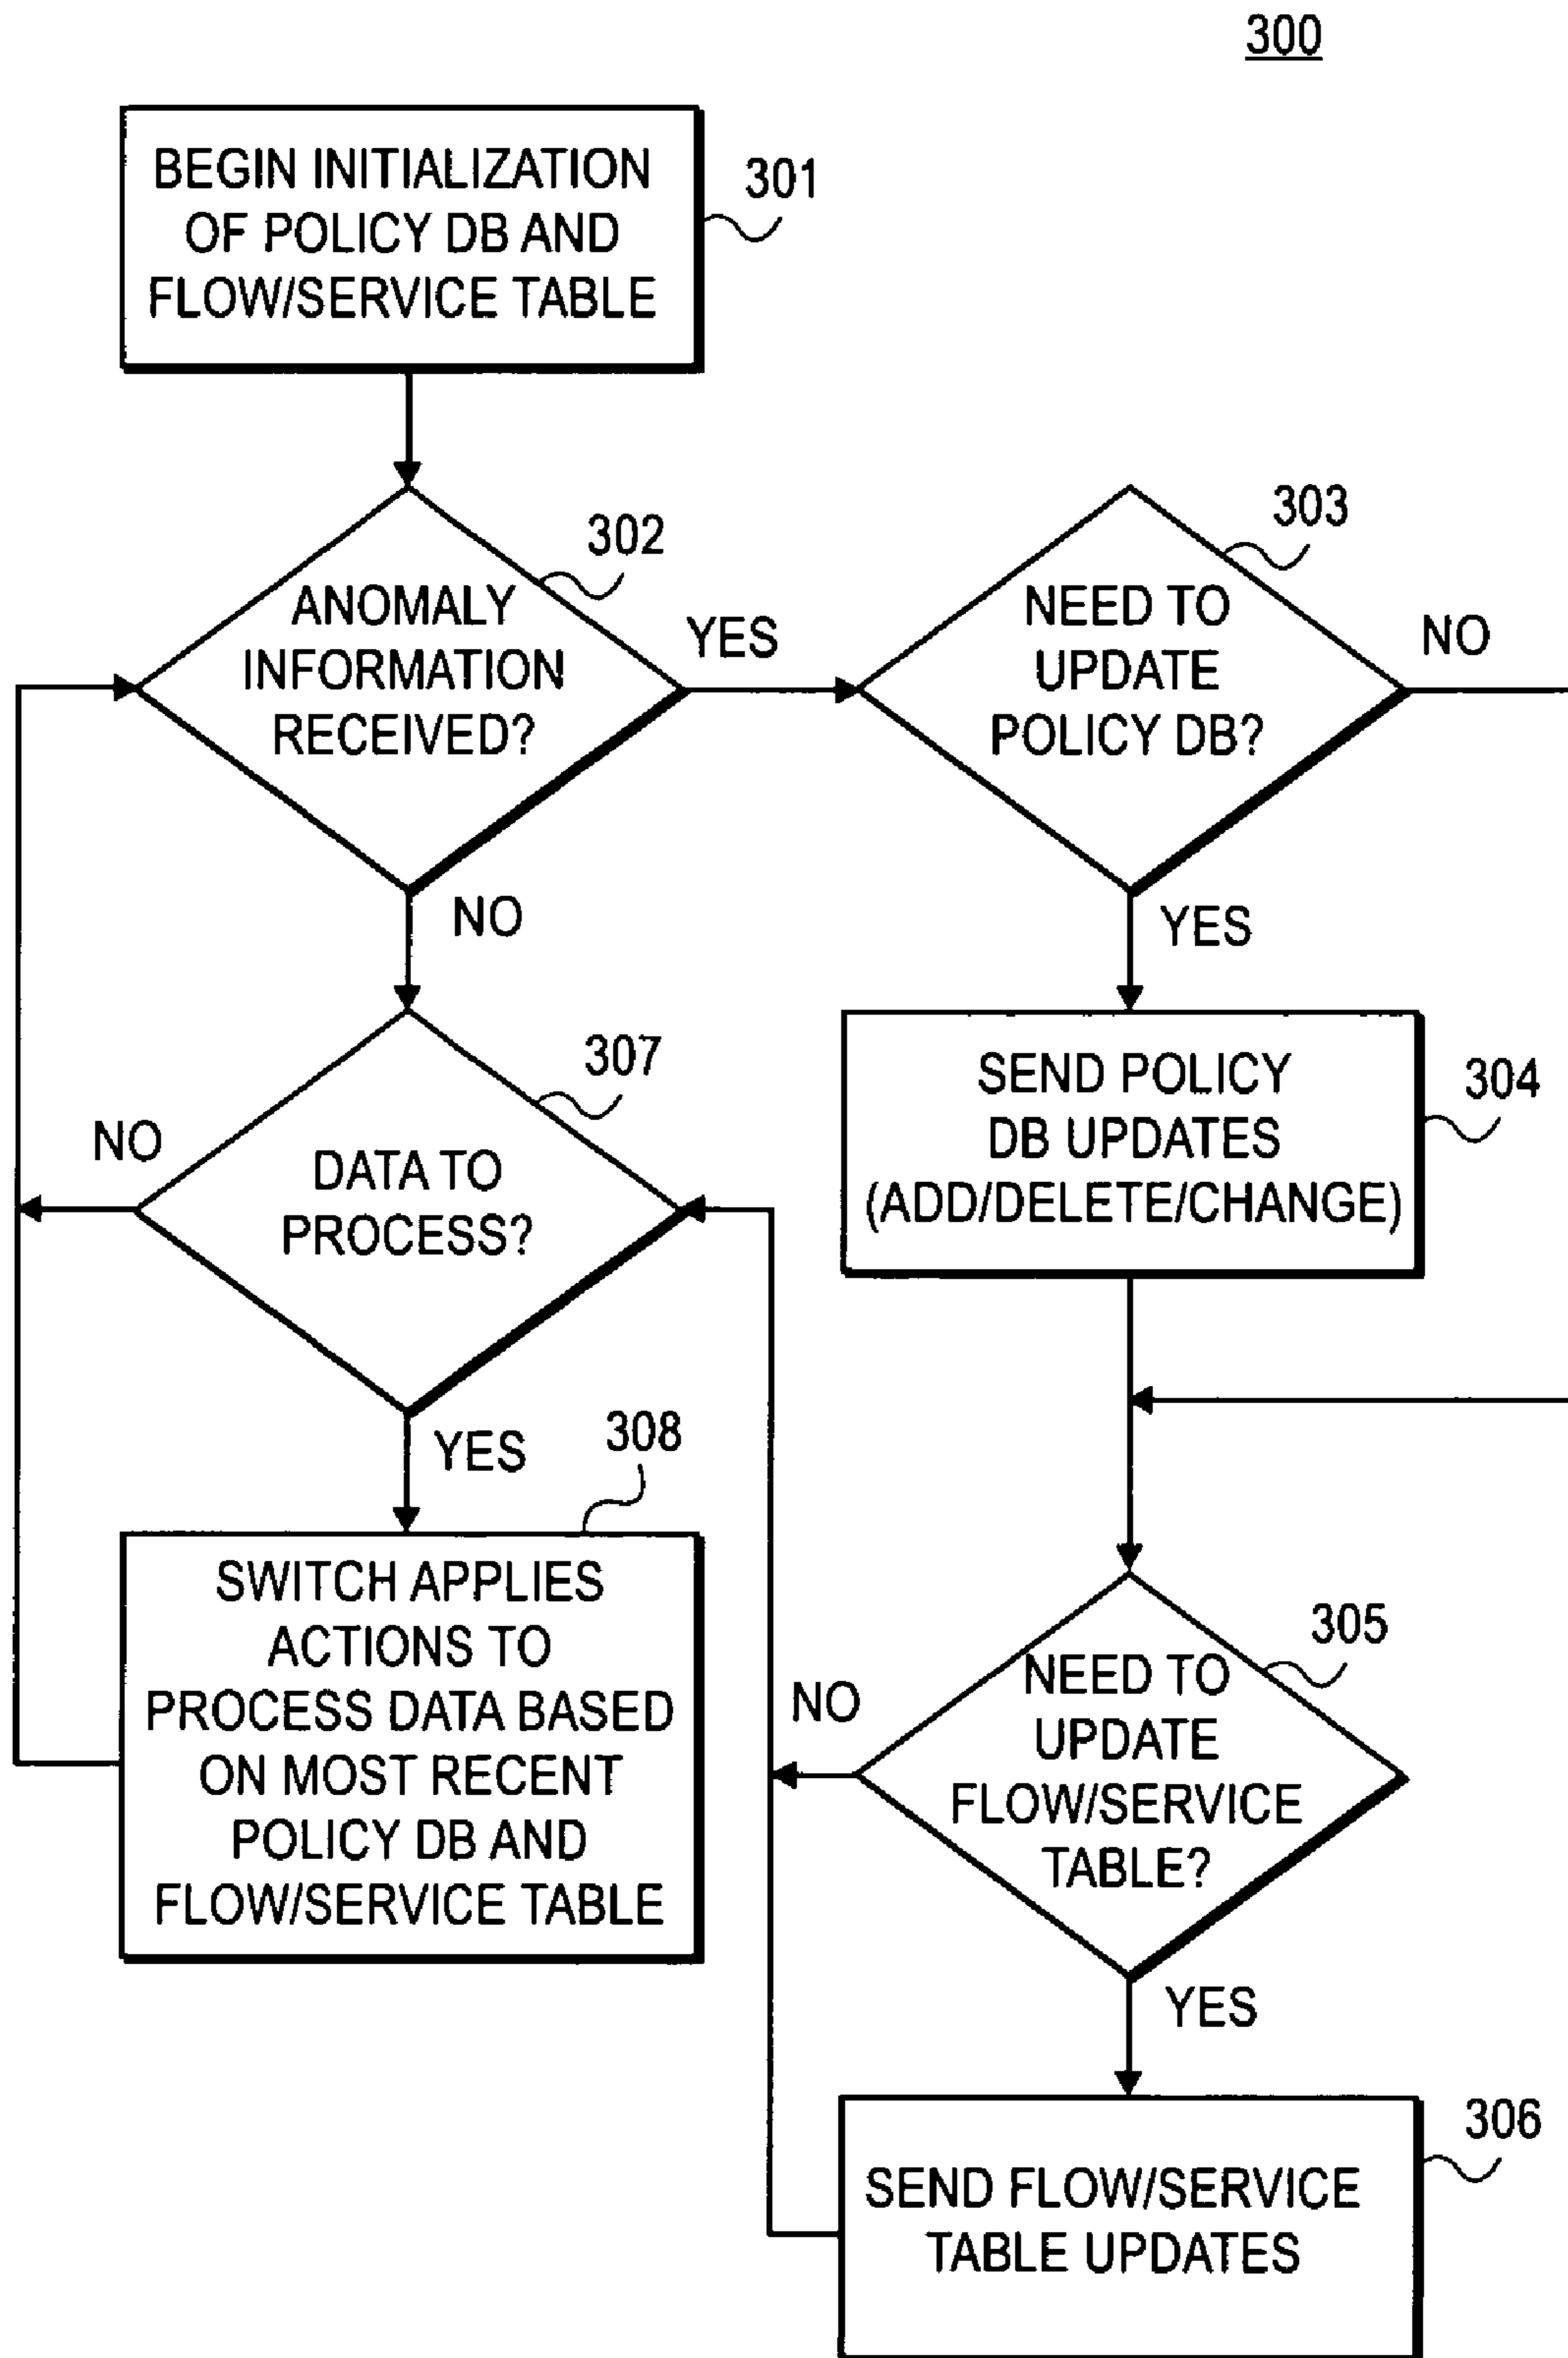 300
BEGIN INITIALIZATION
OF POLICY DB AND
FLOW/SERVICE TABLE
301
302
ANOMALY
INFORMATION
RECEIVED?
YES
NO
303
NEED TO
UPDATE
POLICY DB?
NO
YES
SEND POLICY
DB UPDATES
(ADD/DELETE/CHANGE)
304
307
DATA TO
PROCESS?
NO
YES
308
SWITCH APPLIES
ACTIONS TO
PROCESS DATA BASED
ON MOST RECENT
POLICY DB AND
FLOW/SERVICE TABLE
305
NEED TO
UPDATE
FLOW/SERVICE
TABLE?
NO
YES
306
SEND FLOW/SERVICE
TABLE UPDATES